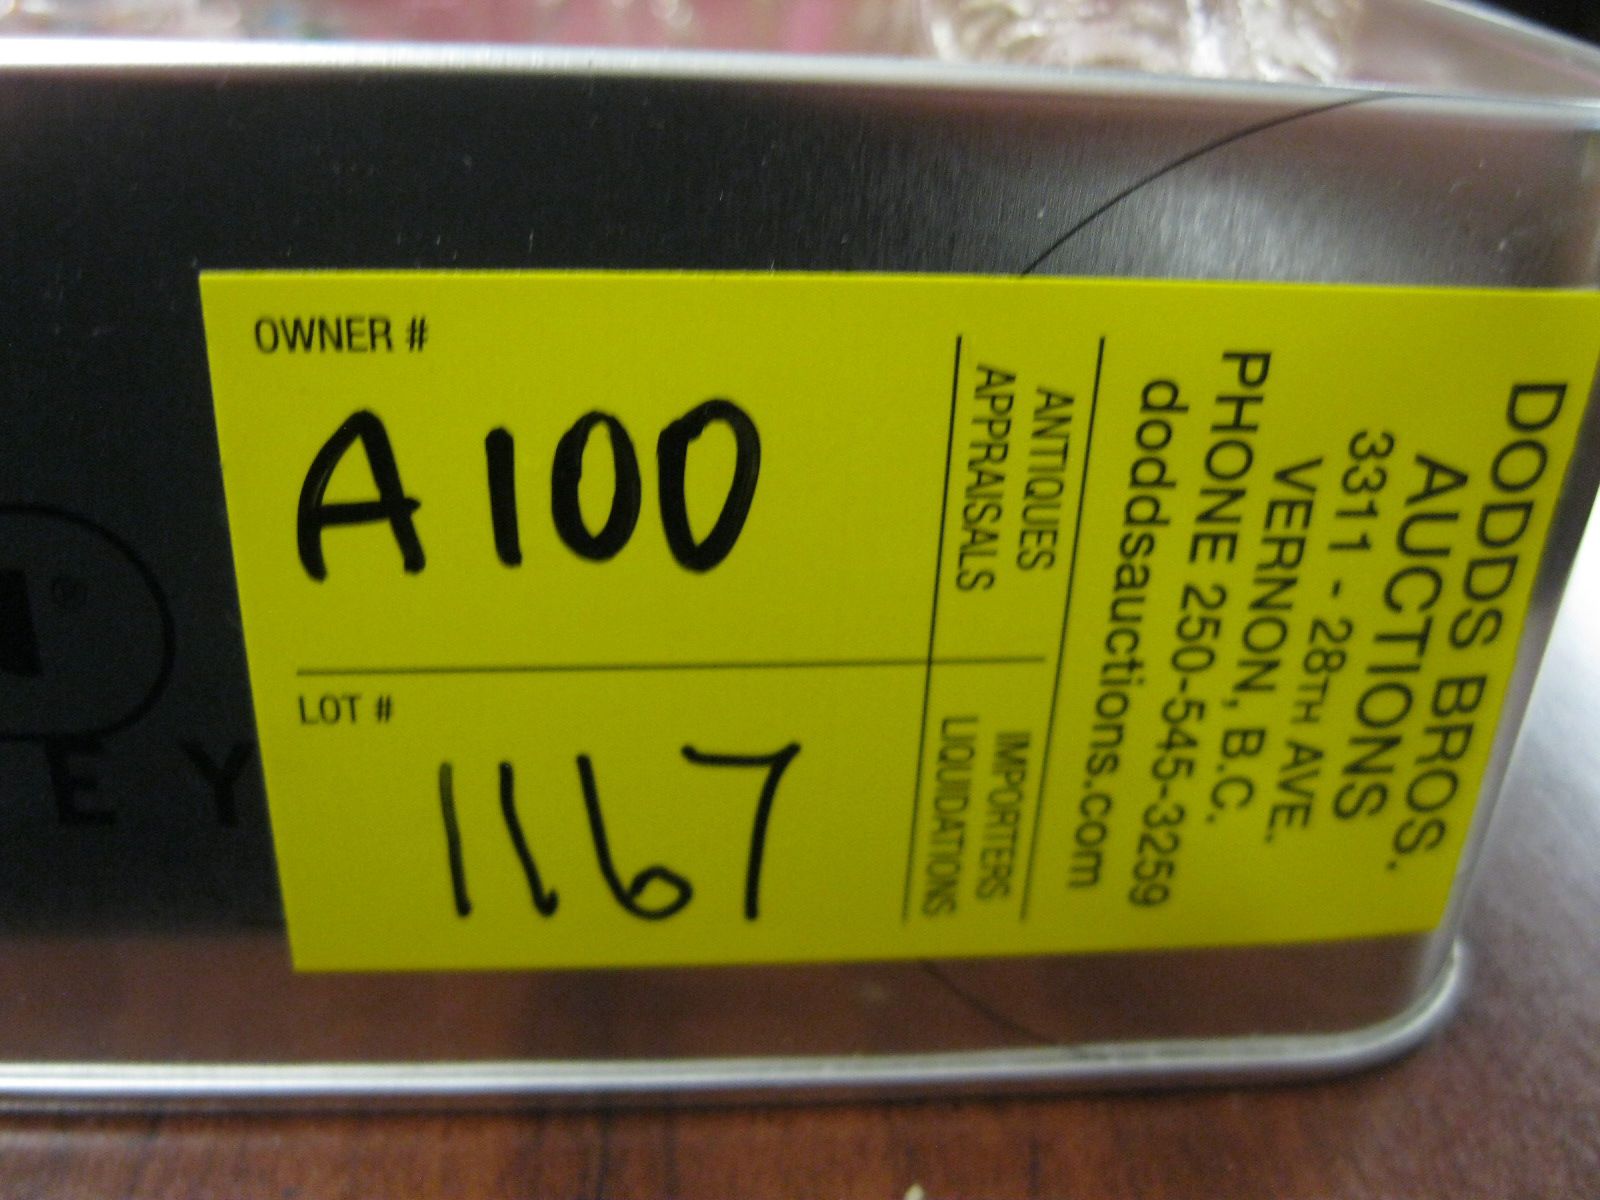 OWNER #
A100
LOT #
1167
DODDS BROS.
AUCTIONS
3311 - 28TH AVE.
VERNON, B.C.
PHONE 250-545-3259
doddsauctions.com
ANTIQUES
APPRAISALS
IMPORTERS
LIQUIDATIONS
®
EY